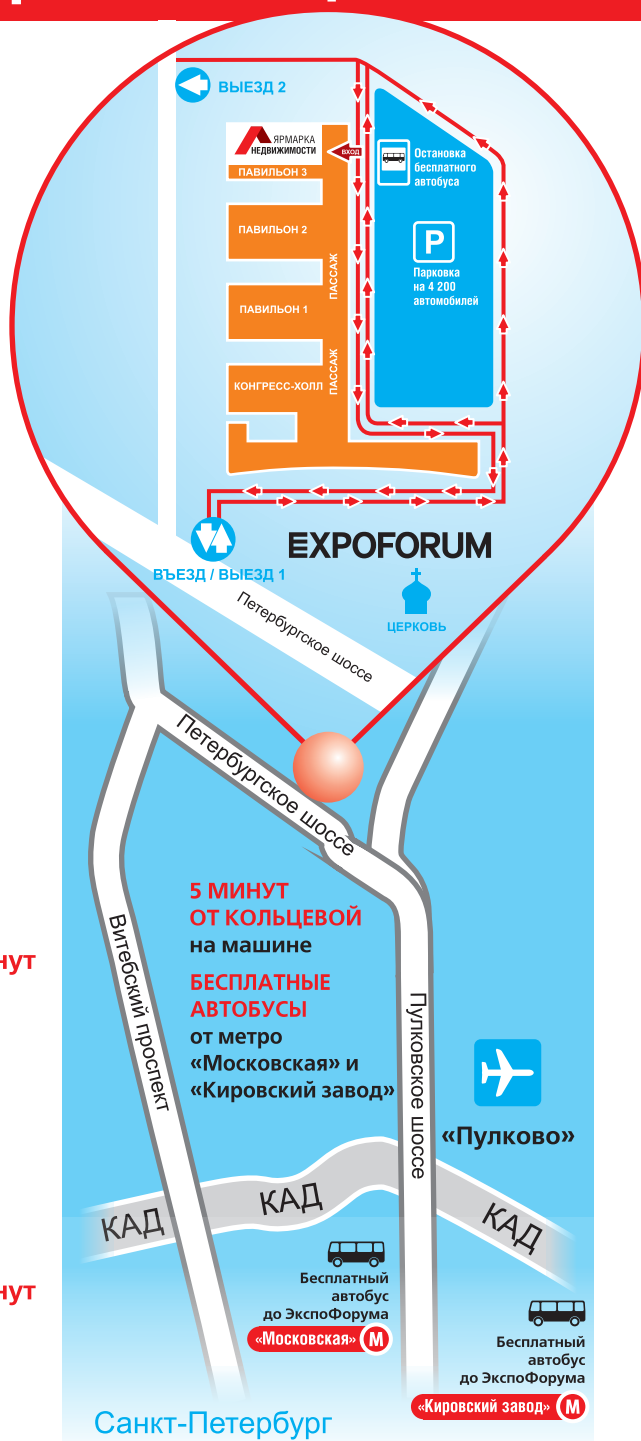 ВЫЕЗД 2
ЯРМАРКА
НЕДВИЖИМОСТИ
ВХОД
ПАВИЛЬОН 3
Остановка
бесплатного
автобуса
ПАВИЛЬОН 2
P
ПАССАЖ
Парковка
на 4 200
автомобилей
ПАВИЛЬОН 1
ПАССАЖ
КОНГРЕСС-ХОЛЛ
EXPOFORUM
ВЪЕЗД / ВЫЕЗД 1
ЦЕРКОВЬ
Петербургское шоссе
Петербургское шоссе
5 МИНУТ
ОТ КОЛЬЦЕВОЙ
на машине
нут
БЕСПЛАТНЫЕ
АВТОБУСЫ
от метро
«Московская» и
«Кировский завод»
Витебский проспект
Пулковское шоссе
«Пулково»
КАД
КАД
КАД
нут
Бесплатный
автобус
до ЭкспоФорума
«Московская» М
Бесплатный
автобус
до ЭкспоФорума
«Кировский завод» М
Санкт-Петербург